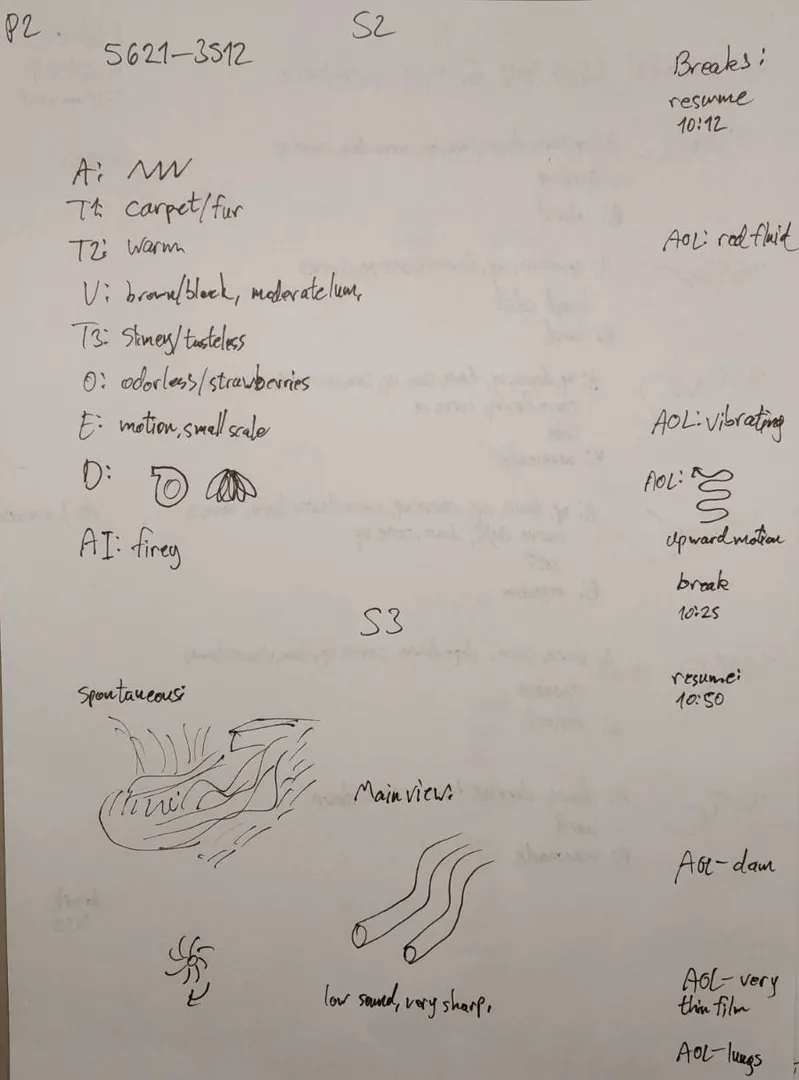 P2
S2
5621-3512
Breaks:
resume
10:12
A:
T1: carpet/fur
T2: warm
AOL: red fluid
V: brown/black, moderate lum,
T3: Slimey/tasteless
O: odorless/strawberries
E: motion, small scale
AOL: vibrating
D:
AOL:
upward motion
AI: firey
break
10:25
S3
resume:
10:50
Spontaneous:
Main view:
AOL-dam
low sound, very sharp,
AOL-very
thin film
AOL-lungs